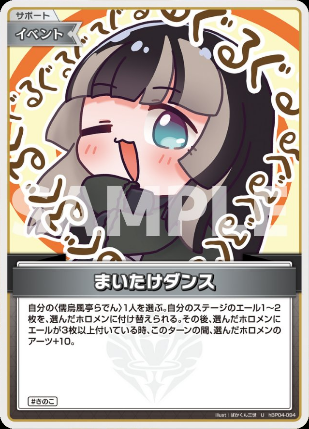 サポート
イベント
ぐるぐるぐるぐる
SAMPLE
まいたけダンス
自分の〈儒烏風亭らでん〉1人を選ぶ。自分のステージのエール1～2
枚を、選んだホロメンに付け替えられる。その後、選んだホロメンに
エールが3枚以上付いている時、このターンの間、選んだホロメンの
アーツ+10。
#きのこ
U hBP04-094